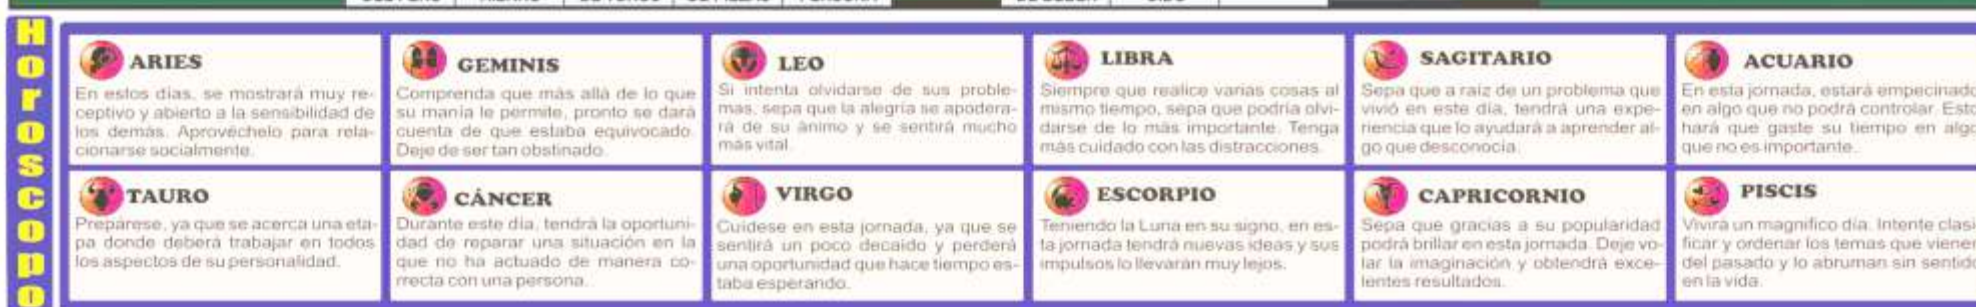 Horóscopo
ARIES
En estos días, se mostrará muy re-
ceptivo y abierto a la sensibilidad de
los demás. Aprovéchelo para rela-
cionarse socialmente.
GEMINIS
Comprenda que más allá de lo que
su manía le permite, pronto se dará
cuenta de que estaba equivocado.
Deje de ser tan obstinado.
LEO
Si intenta olvidarse de sus proble-
mas, sepa que la alegría se apodera-
rá de su ánimo y se sentirá mucho
más vital.
LIBRA
Siempre que realice varias cosas al
mismo tiempo, sepa que podría olvi-
darse de lo más importante. Tenga
más cuidado con las distracciones.
SAGITARIO
Sepa que a raíz de un problema que
vivió en este día, tendrá una expe-
riencia que lo ayudará a aprender al-
go que desconocía.
ACUARIO
En esta jornada, estará empecinado
en algo que no podrá controlar. Esto
hará que gaste su tiempo en algo
que no es importante.
TAURO
Prepárese, ya que se acerca una eta-
pa donde deberá trabajar en todos
los aspectos de su personalidad.
CÁNCER
Durante este día, tendrá la oportuni-
dad de reparar una situación en la
que no ha actuado de manera co-
rrecta con una persona.
VIRGO
Cuídese en esta jornada, ya que se
sentirá un poco decaído y perderá
una oportunidad que hace tiempo es-
taba esperando.
ESCORPIO
Teniendo la Luna en su signo, en es-
ta jornada tendrá nuevas ideas y sus
impulsos lo llevarán muy lejos.
CAPRICORNIO
Sepa que gracias a su popularidad
podrá brillar en esta jornada. Deje vo-
lar la imaginación y obtendrá exce-
lentes resultados.
PISCIS
Vivirá un magnífico día. Intente clasi-
ficar y ordenar los temas que vienen
del pasado y lo abruman sin sentido
en la vida.